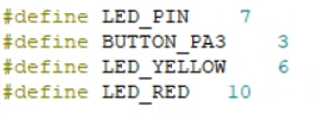 #define LED_PIN 7
#define BUTTON_PA3 3
#define LED_YELLOW 6
#define LED_RED 10